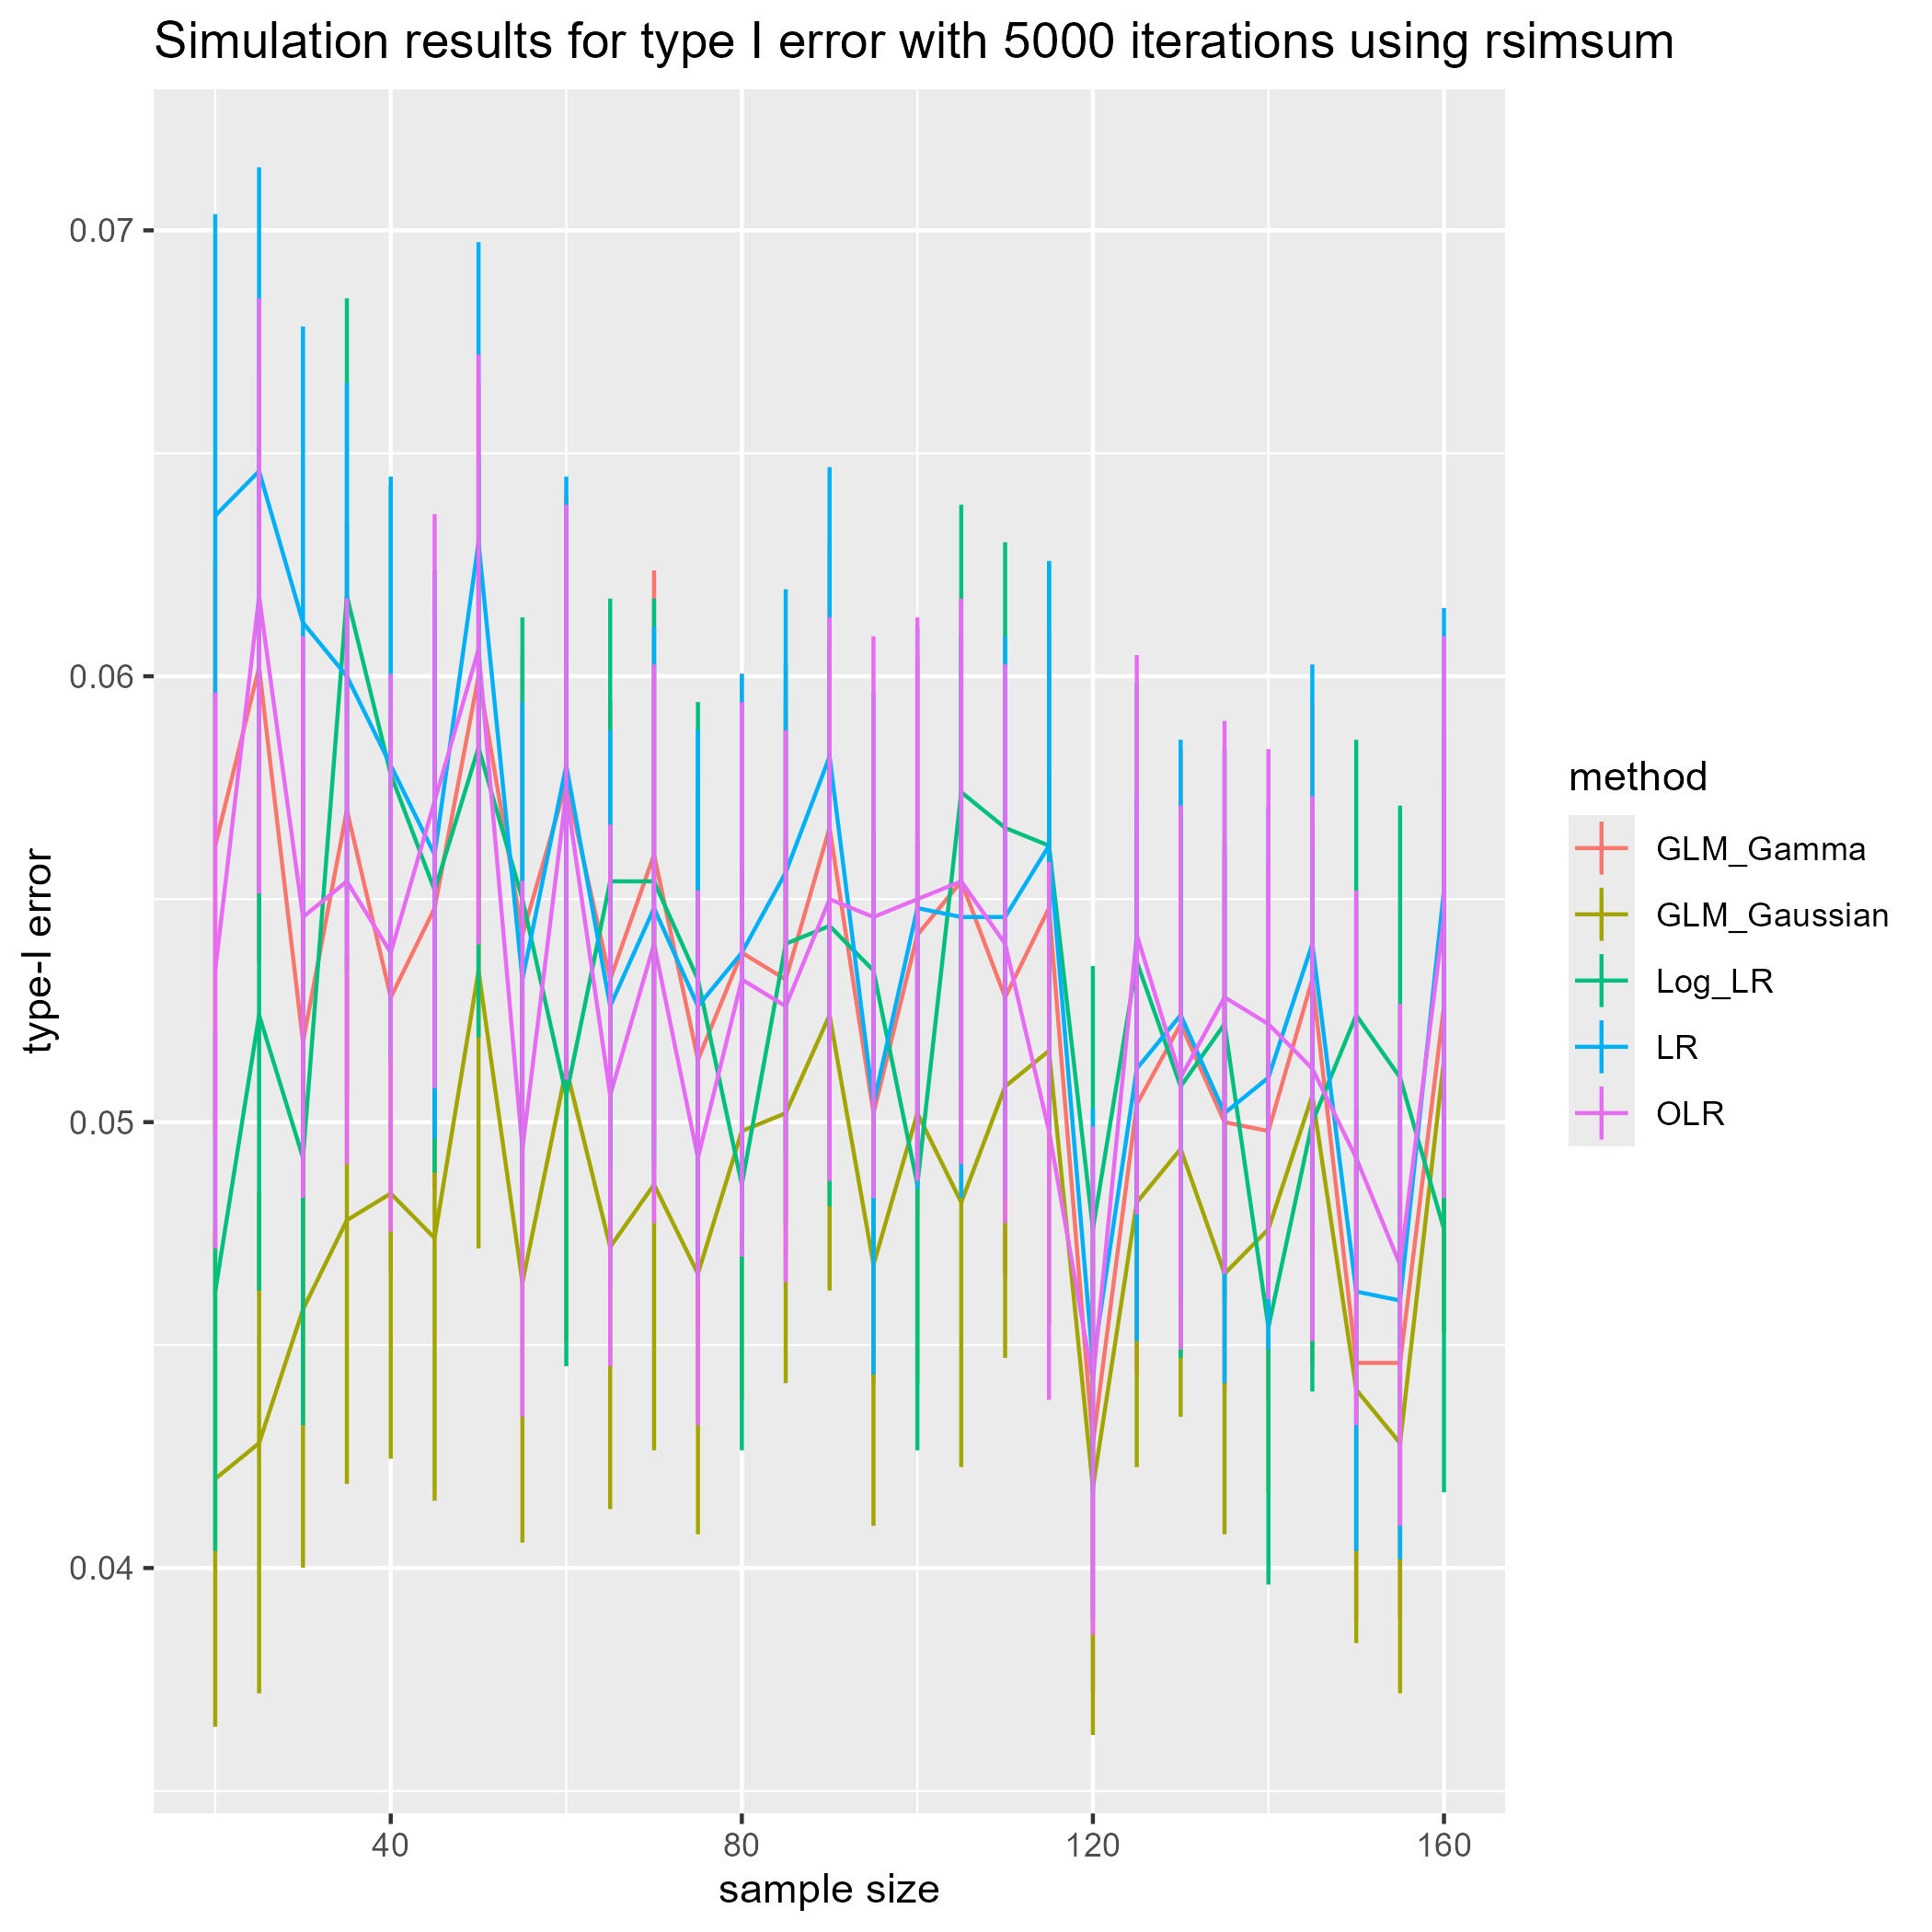 Simulation results for type I error with 5000 iterations using rsimsum
0.07
0.06
0.05
0.04
type-I error
40
80
120
160
sample size
method
GLM_Gamma
GLM_Gaussian
Log_LR
LR
OLR